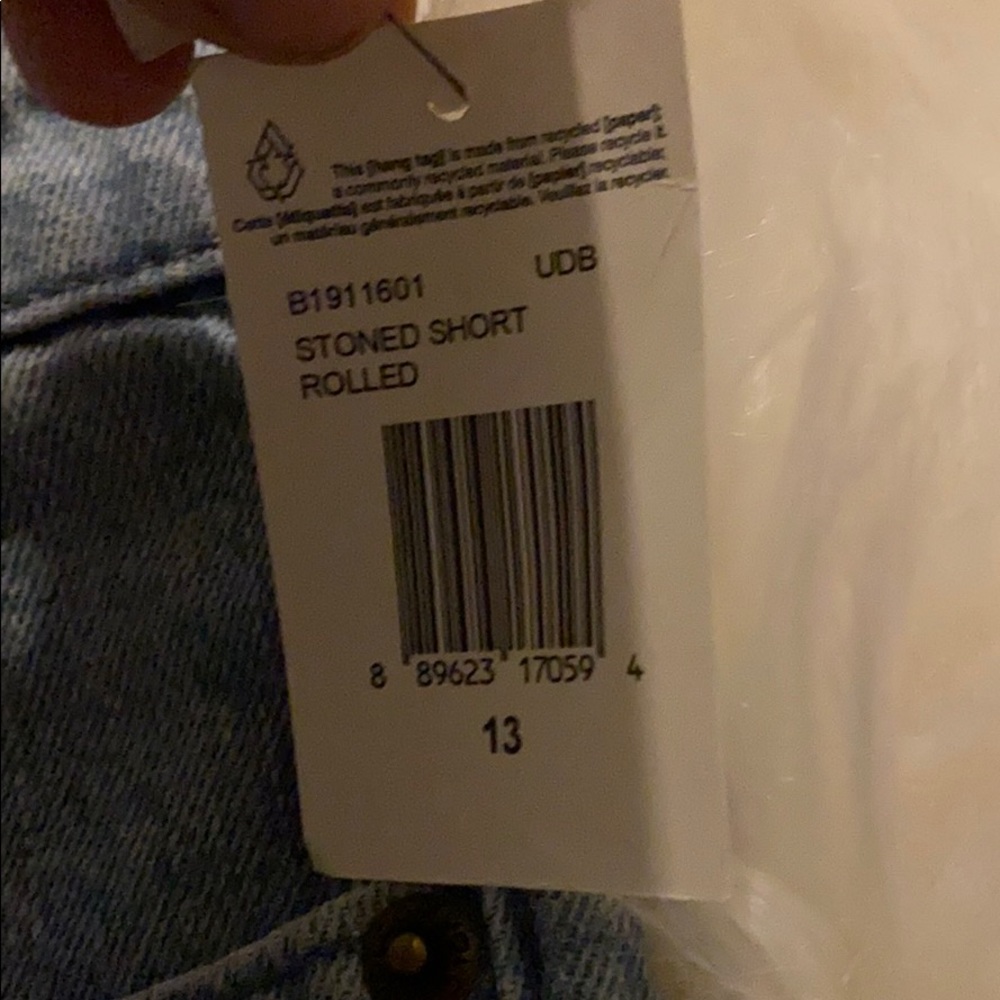 This [hang tag] is made from recycled [paper];
a commonly recycled material. Please recycle it.
Cette [étiquette] est fabriquée à partir de [papier] recyclable;
un matériau généralement recyclable. Veuillez la recycler.
B1911601 UDB
STONED SHORT
ROLLED
8 89623 17059 4
13